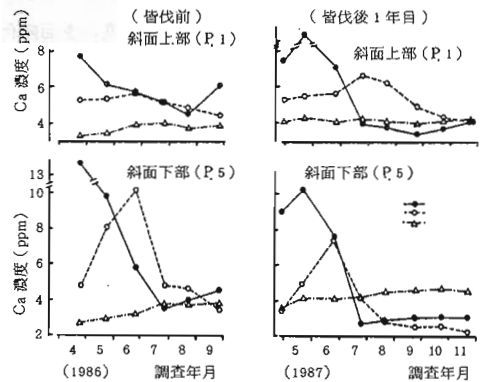 (皆伐前)
(皆伐後1年目)
斜面上部(P.1)
斜面上部(P.1)
Ca濃度(ppm)
8
6
4
斜面下部(P.5)
斜面下部(P.5)
Ca濃度(ppm)
13
10
8
6
4
2
4 5 6 7 8 9
5 6 7 8 9 10 11
(1986) 調査年月
(1987) 調査年月